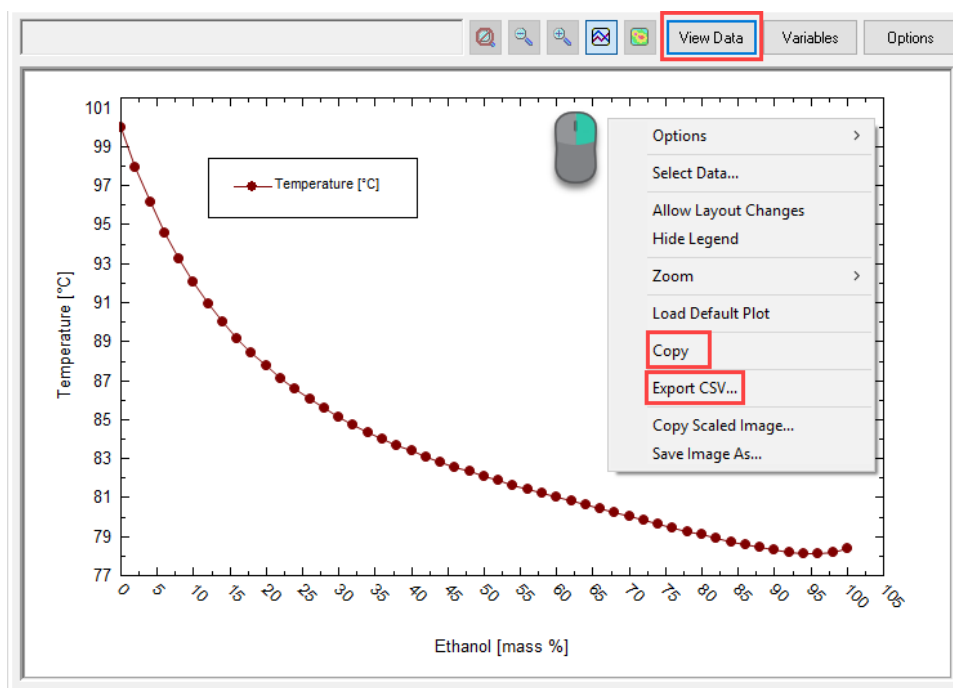 View Data Variables Options
101
99
97
95
93
91
89
87
85
83
81
79
77
Temperature [°C]
Temperature [°C]
Options
Select Data...
Allow Layout Changes
Hide Legend
Zoom
Load Default Plot
Copy
Export CSV...
Copy Scaled Image...
Save Image As...
0 5 10 15 20 25 30 35 40 45 50 55 60 65 70 75 80 85 90 95 100 105
Ethanol [mass %]